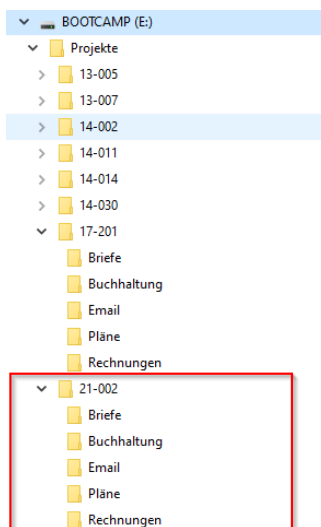 BOOTCAMP (E:)
Projekte
13-005
13-007
14-002
14-011
14-014
14-030
17-201
Briefe
Buchhaltung
Email
Pläne
Rechnungen
21-002
Briefe
Buchhaltung
Email
Pläne
Rechnungen